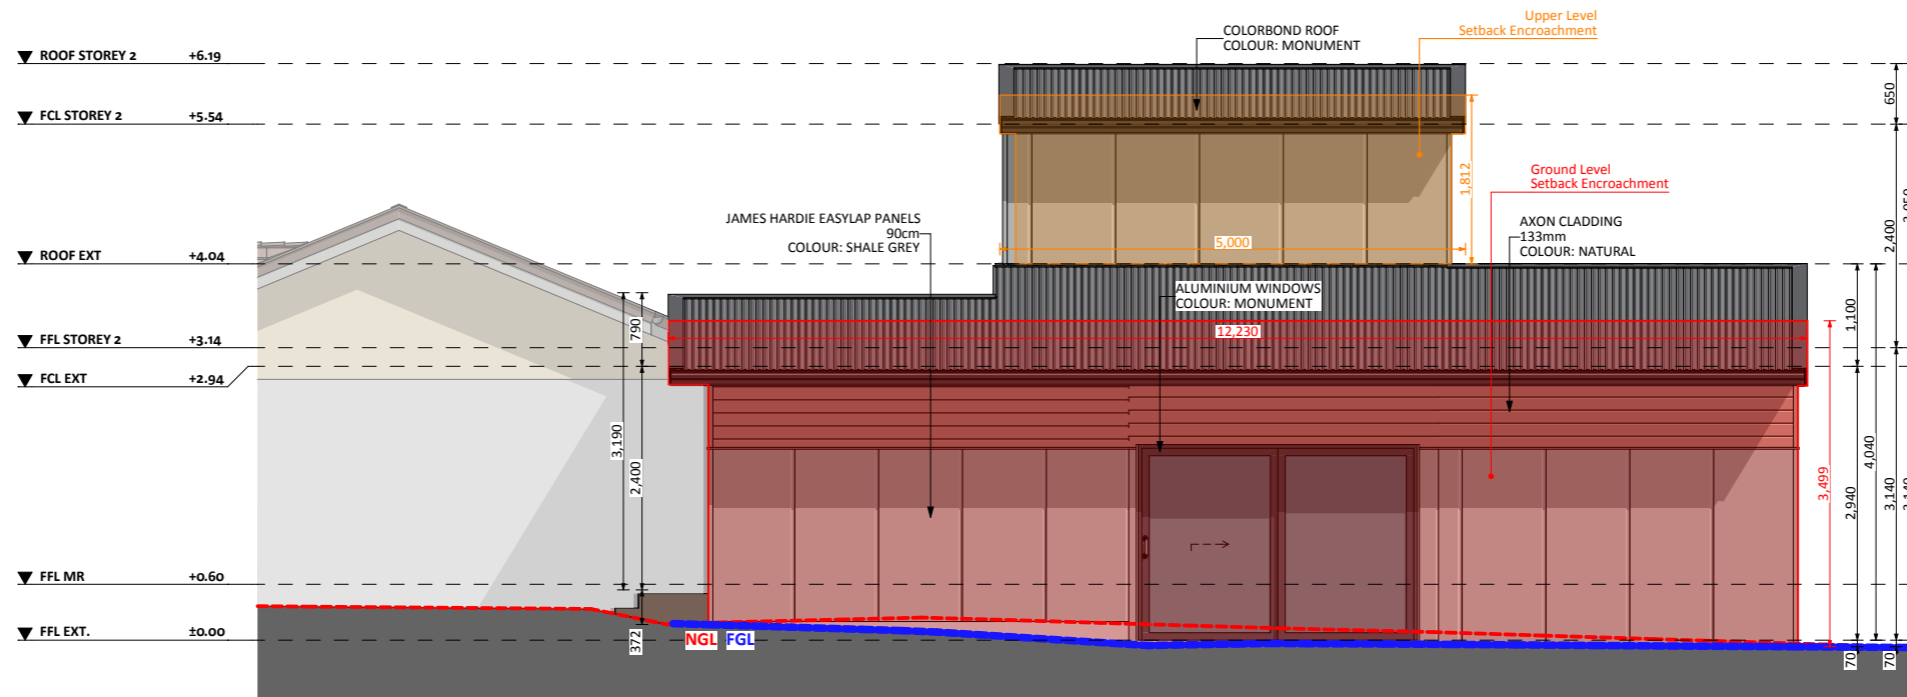 Upper Level
Setback Encroachment
COLORBOND ROOF
COLOUR: MONUMENT
ROOF STOREY 2 +6.19
650
FCL STOREY 2 +5.54
1,812
Ground Level
Setback Encroachment
JAMES HARDIE EASYLAP PANELS
90cm
COLOUR: SHALE GREY
AXON CLADDING
133mm
COLOUR: NATURAL
2,400
5,000
ROOF EXT +4.04
ALUMINIUM WINDOWS
COLOUR: MONUMENT
1,100
790
12,230
FFL STOREY 2 +3.14
FCL EXT +2.94
3,190
2,400
3,499
2,940
4,040
3,140
FFL MR +0.60
FFL EXT. ±0.00
372
NGL FGL
70
70